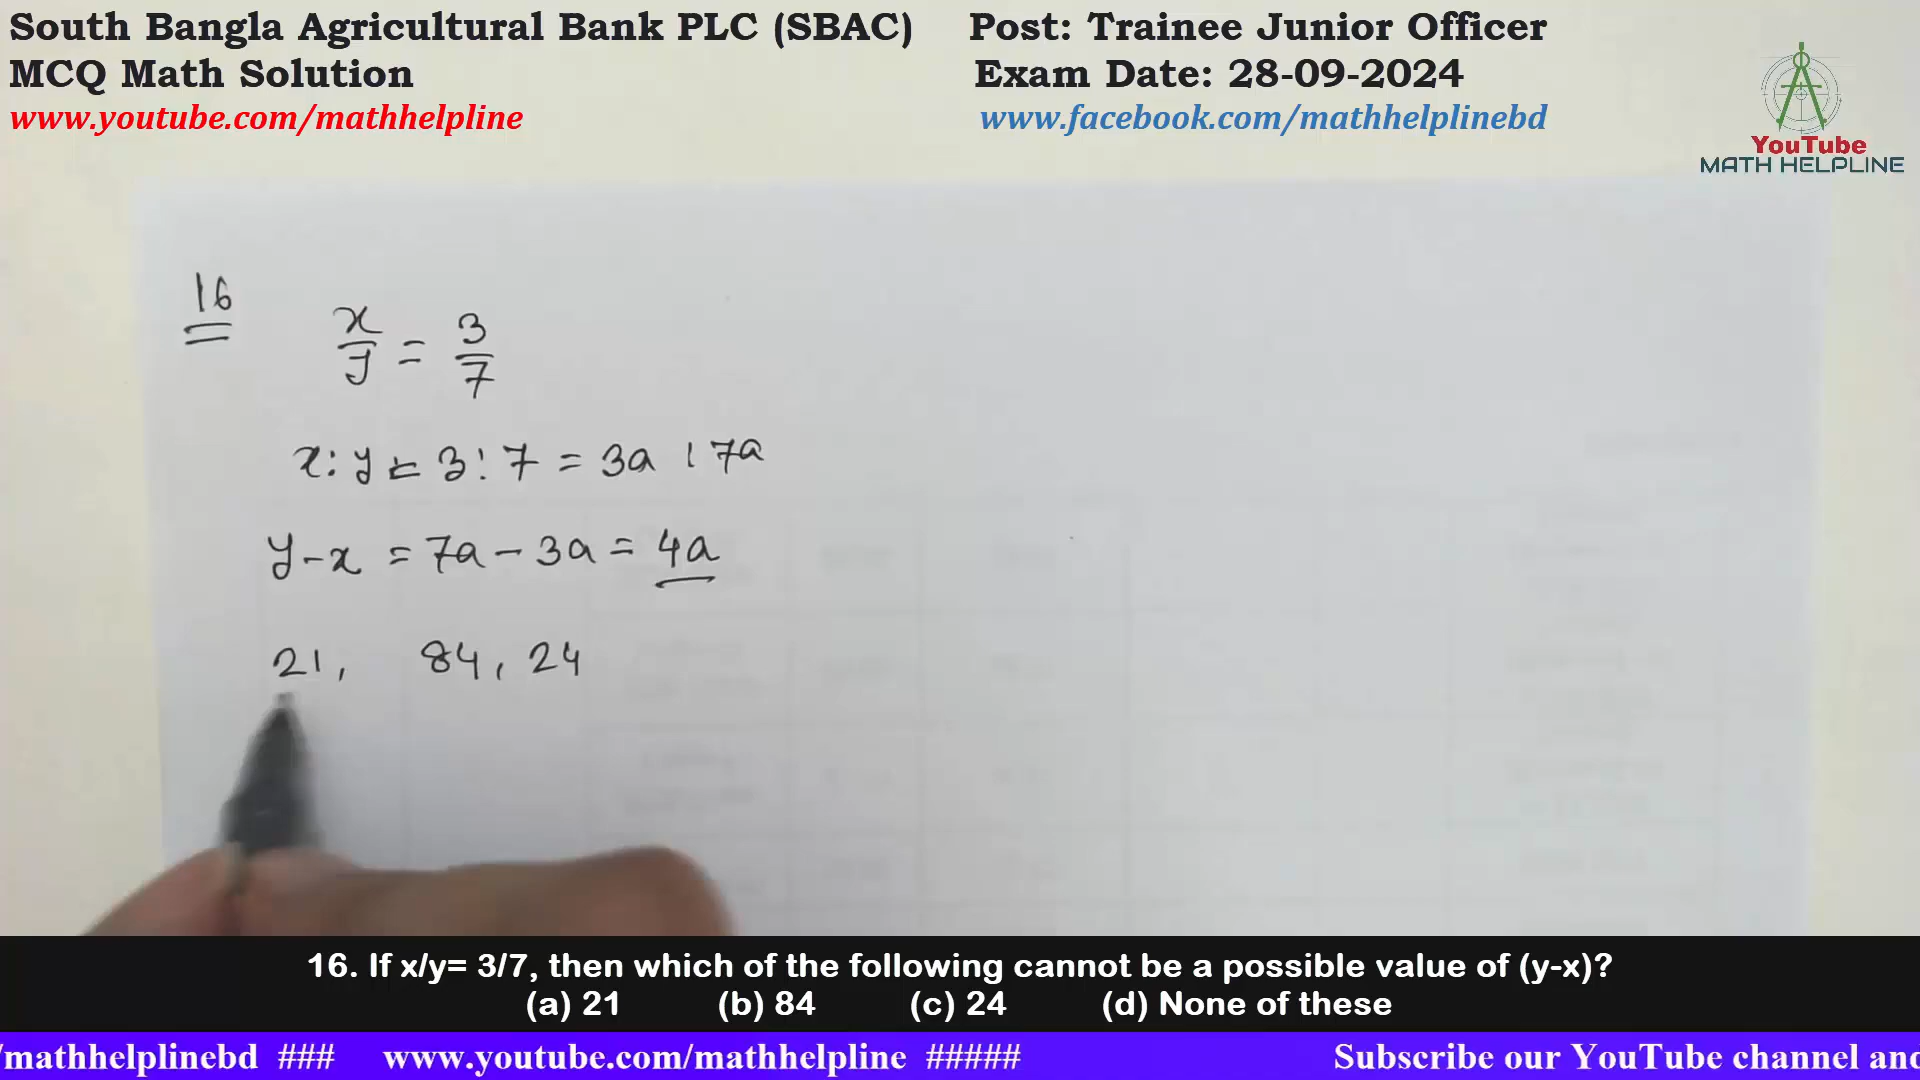 South Bangla Agricultural Bank PLC (SBAC) Post: Trainee Junior Officer
MCQ Math Solution Exam Date: 28-09-2024
www.youtube.com/mathhelpline www.facebook.com/mathhelplinebd
YouTube
MATH HELPLINE
16
x/y = 3/7
x:y = 3:7 = 3a : 7a
y-x = 7a-3a = 4a
21, 84, 24
16. If x/y= 3/7, then which of the following cannot be a possible value of (y-x)?
(a) 21 (b) 84 (c) 24 (d) None of these
/mathhelplinebd ### www.youtube.com/mathhelpline ##### Subscribe our YouTube channel and